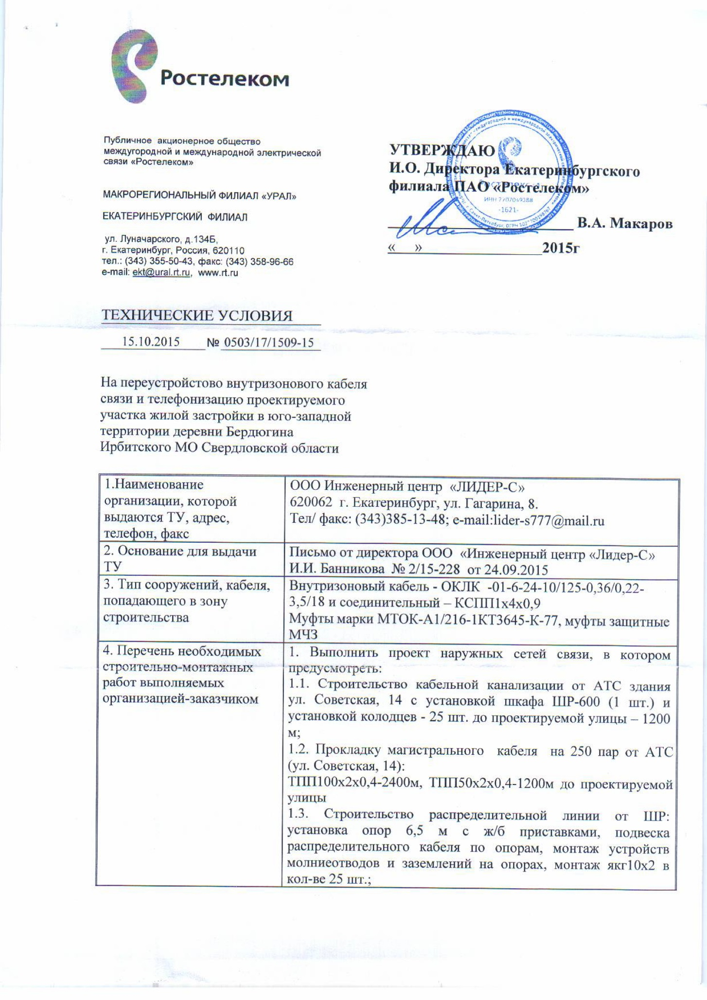 Ростелеком
Публичное акционерное общество
междугородной и международной электрической
связи «Ростелеком»
МАКРОРЕГИОНАЛЬНЫЙ ФИЛИАЛ «УРАЛ»
ЕКАТЕРИНБУРГСКИЙ ФИЛИАЛ
ул. Луначарского, д.134Б,
г. Екатеринбург, Россия, 620110
тел.: (343) 355-50-43, факс: (343) 358-96-66
e-mail: ekt@ural.rt.ru, www.rt.ru
УТВЕРЖДАЮ
И.О. Директора Екатеринбургского
филиала ПАО «Ростелеком»
В.А. Макаров
« » 2015г
ИНН 7707049388
-1621-
ТЕХНИЧЕСКИЕ УСЛОВИЯ
15.10.2015 № 0503/17/1509-15
На переустройстово внутризонового кабеля
связи и телефонизацию проектируемого
участка жилой застройки в юго-западной
территории деревни Бердюгина
Ирбитского МО Свердловской области
1.Наименование
организации, которой
выдаются ТУ, адрес,
телефон, факс
ООО Инженерный центр «ЛИДЕР-С»
620062 г. Екатеринбург, ул. Гагарина, 8.
Тел/ факс: (343)385-13-48; e-mail:lider-s777@mail.ru
2. Основание для выдачи
ТУ
Письмо от директора ООО «Инженерный центр «Лидер-С»
И.И. Банникова № 2/15-228 от 24.09.2015
3. Тип сооружений, кабеля,
попадающего в зону
строительства
Внутризоновый кабель - ОКЛК -01-6-24-10/125-0,36/0,22-
3,5/18 и соединительный – КСПП1х4х0,9
Муфты марки МТОК-А1/216-1КТ3645-К-77, муфты защитные
МЧЗ
4. Перечень необходимых
строительно-монтажных
работ выполняемых
организацией-заказчиком
1. Выполнить проект наружных сетей связи, в котором
предусмотреть:
1.1. Строительство кабельной канализации от АТС здания
ул. Советская, 14 с установкой шкафа ШР-600 (1 шт.) и
установкой колодцев - 25 шт. до проектируемой улицы – 1200
м;
1.2. Прокладку магистрального кабеля на 250 пар от АТС
(ул. Советская, 14):
ТПП100х2х0,4-2400м, ТПП50х2х0,4-1200м до проектируемой
улицы
1.3. Строительство распределительной линии от ШР:
установка опор 6,5 м с ж/б приставками, подвеска
распределительного кабеля по опорам, монтаж устройств
молниеотводов и заземлений на опорах, монтаж якг10х2 в
кол-ве 25 шт.;